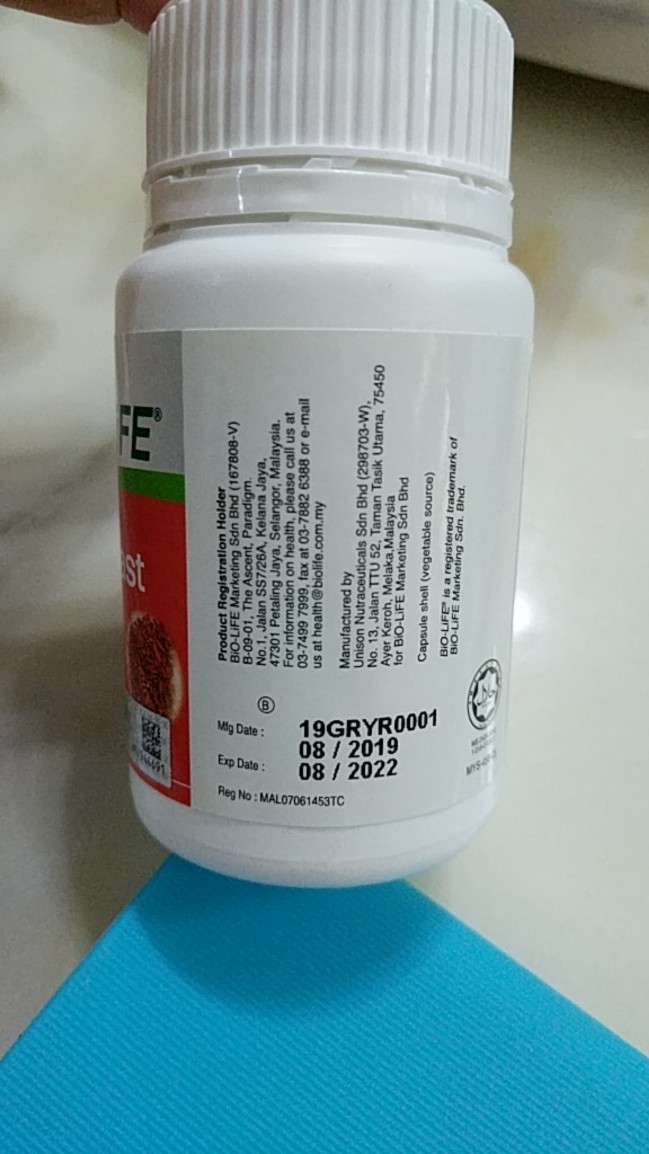 FE®
st
Product Registration Holder
BiO-LiFE Marketing Sdn Bhd (167808-V)
B-09-01, The Ascent, Paradigm.
No.1, Jalan SS7/26A, Kelana Jaya,
47301 Petaling Jaya, Selangor, Malaysia.
For information on health, please call us at
03-7499 7999, fax at 03-7882 6388 or e-mail
us at health@biolife.com.my
Manufactured by
Unison Nutraceuticals Sdn Bhd (298703-W),
No. 13, Jalan TTU 52, Taman Tasik Utama, 75450
Ayer Keroh, Melaka,Malaysia
for BiO-LiFE Marketing Sdn Bhd
Capsule shell (vegetable source)
BiO-LiFE® is a registered trademark of
BiO-LiFE Marketing Sdn. Bhd.
B
19GRYR0001
Mfg Date : 08 / 2019
Exp Date : 08 / 2022
Reg No : MAL07061453TC